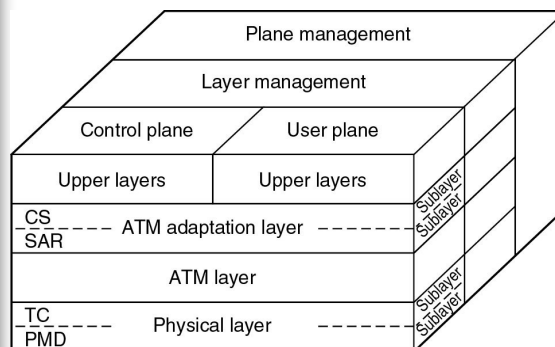 Plane management
Layer management
Control plane
User plane
Upper layers
Upper layers
CS
SAR
ATM adaptation layer
Sublayer
Sublayer
ATM layer
TC
PMD
Physical layer
Sublayer
Sublayer